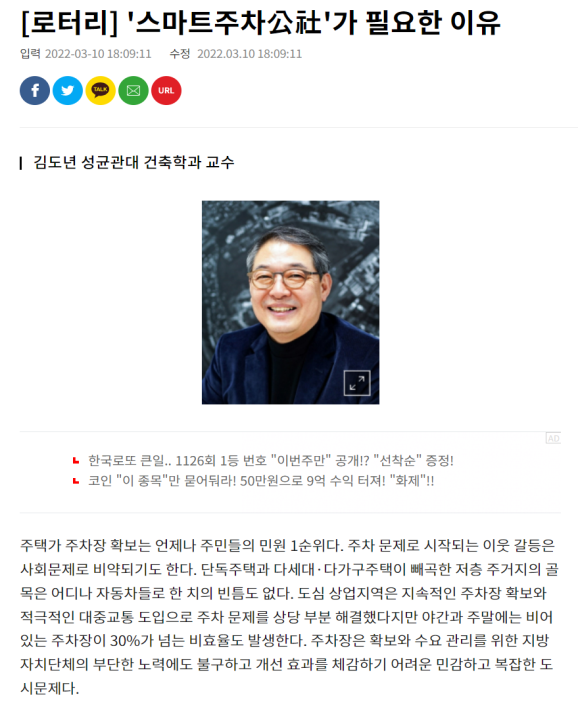 [로터리] '스마트주차公社'가 필요한 이유
입력 2022-03-10 18:09:11 수정 2022.03.10 18:09:11
f TALK URL
김도년 성균관대 건축학과 교수
AD
한국로또 큰일.. 1126회 1등 번호 "이번주만" 공개!? "선착순" 증정!
코인 "이 종목"만 묻어둬라! 50만원으로 9억 수익 터져! "화제"!!
주택가 주차장 확보는 언제나 주민들의 민원 1순위다. 주차 문제로 시작되는 이웃 갈등은
사회문제로 비약되기도 한다. 단독주택과 다세대·다가구주택이 빼곡한 저층 주거지의 골
목은 어디나 자동차들로 한 치의 빈틈도 없다. 도심 상업지역은 지속적인 주차장 확보와
적극적인 대중교통 도입으로 주차 문제를 상당 부분 해결했다지만 야간과 주말에는 비어
있는 주차장이 30%가 넘는 비효율도 발생한다. 주차장은 확보와 수요 관리를 위한 지방
자치단체의 부단한 노력에도 불구하고 개선 효과를 체감하기 어려운 민감하고 복잡한 도
시문제다.